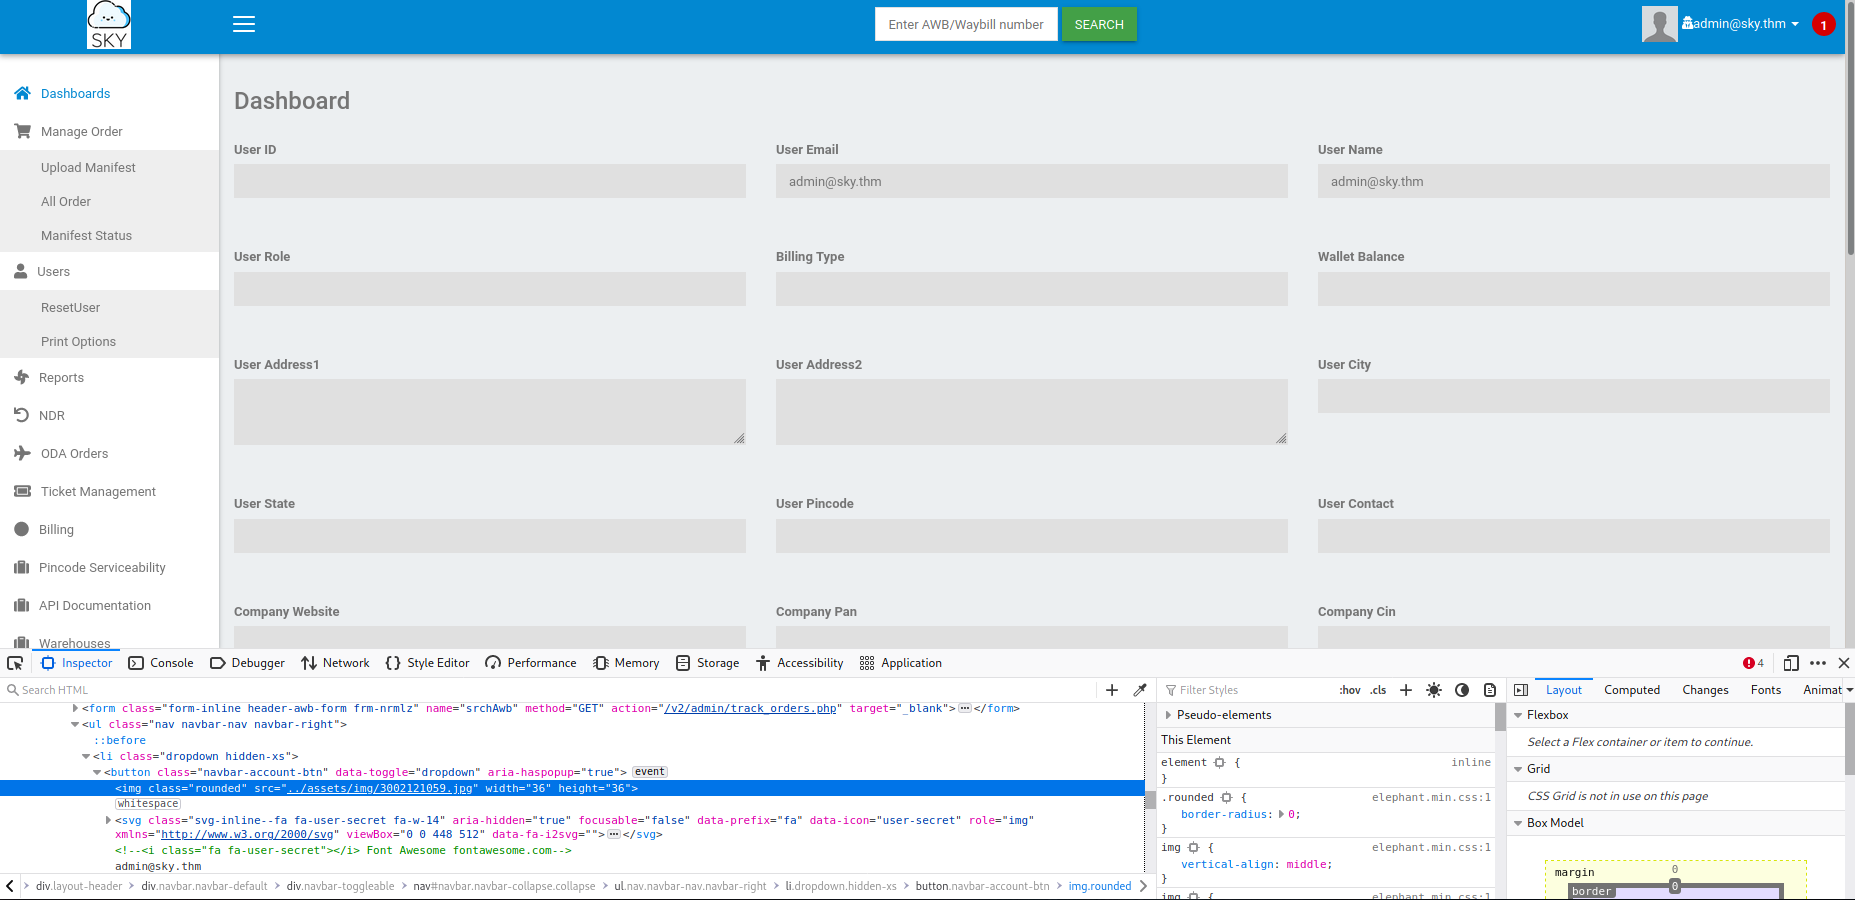 SKY
Enter AWB/Waybill number
SEARCH
admin@sky.thm
1
Dashboards
Manage Order
Upload Manifest
All Order
Manifest Status
Users
ResetUser
Print Options
Reports
NDR
ODA Orders
Ticket Management
Billing
Pincode Serviceability
API Documentation
Warehouses
Dashboard
User ID User Email User Name
admin@sky.thm admin@sky.thm
User Role Billing Type Wallet Balance
User Address1 User Address2 User City
User State User Pincode User Contact
Company Website Company Pan Company Cin
Inspector Console Debugger Network Style Editor Performance Memory Storage Accessibility Application 4
Search HTML
<form class="form-inline header-awb-form frm-nrmlz" name="srchAwb" method="GET" action="/v2/admin/track_orders.php" target="_blank"></form>
<ul class="nav navbar-nav navbar-right">
::before
<li class="dropdown hidden-xs">
<button class="navbar-account-btn" data-toggle="dropdown" aria-haspopup="true"> event
<img class="rounded" src="../assets/img/3002121059.jpg" width="36" height="36">
whitespace
<svg class="svg-inline--fa fa-user-secret fa-w-14" aria-hidden="true" focusable="false" data-prefix="fa" data-icon="user-secret" role="img"
xmlns="http://www.w3.org/2000/svg" viewBox="0 0 448 512" data-fa-i2svg=""></svg>
<!--<i class="fa fa-user-secret"></i> Font Awesome fontawesome.com-->
admin@sky.thm
div.layout-header div.navbar.navbar-default div.navbar-toggleable nav#navbar.navbar-collapse.collapse ul.nav.navbar-nav.navbar-right li.dropdown.hidden-xs button.navbar-account-btn img.rounded
Filter Styles :hov .cls
Pseudo-elements
This Element
element { inline
}
.rounded { elephant.min.css:1
border-radius: 0;
}
img { elephant.min.css:1
vertical-align: middle;
}
img { elephant.min.css:1
Layout Computed Changes Fonts Animat
Flexbox
Select a Flex container or item to continue.
Grid
CSS Grid is not in use on this page
Box Model
margin 0
border 0